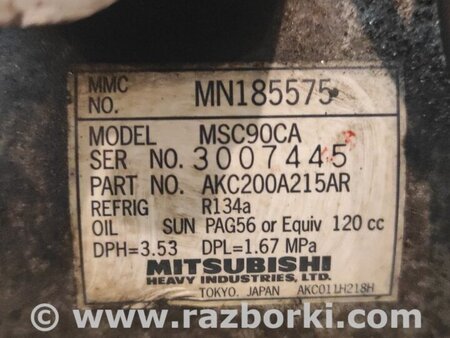 MMC
NO. MN185575
MODEL MSC90CA
SER NO. 3007445
PART NO. AKC200A215AR
REFRIG R134a
OIL SUN PAG56 or Equiv 120 cc
DPH=3.53 DPL=1.67 MPa
MITSUBISHI
HEAVY INDUSTRIES, LTD.
TOKYO, JAPAN AKC011H218H
© www.razborki.com